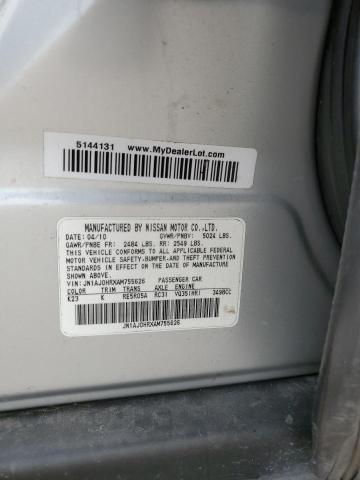 5144131 www.MyDealerLot.com
MANUFACTURED BY NISSAN MOTOR CO.,LTD.
DATE: 04/10 GVWR/PNBV: 5024 LBS.
GAWR/PNBE FR: 2484 LBS. RR: 2549 LBS.
THIS VEHICLE CONFORMS TO ALL APPLICABLE FEDERAL
MOTOR VEHICLE SAFETY,BUMPER,AND THEFT PREVENTION
STANDARDS IN EFFECT ON THE DATE OF MANUFACTURE
SHOWN ABOVE.
VIN: JN1AJ0HRXAM755626 PASSENGER CAR
COLOR TRIM TRANS AXLE ENGINE
K23 K RE5R05A RC31 VQ35(HR) 3498CC
JN1AJ0HRXAM755626